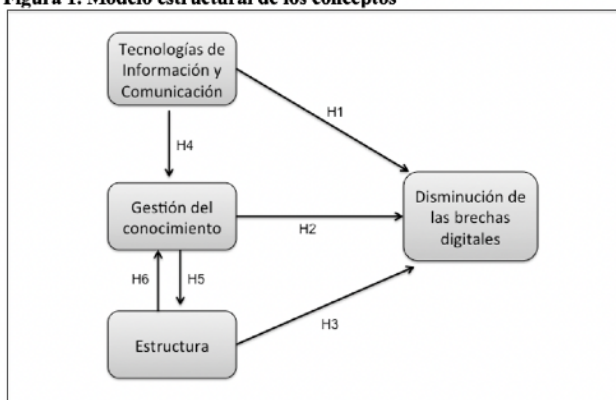 Figura 1. Modelo estructural de los conceptos
Tecnologías de
Información y
Comunicación
H1
H4
Gestión del
conocimiento
H2
Disminución de
las brechas
digitales
H6
H5
Estructura
H3